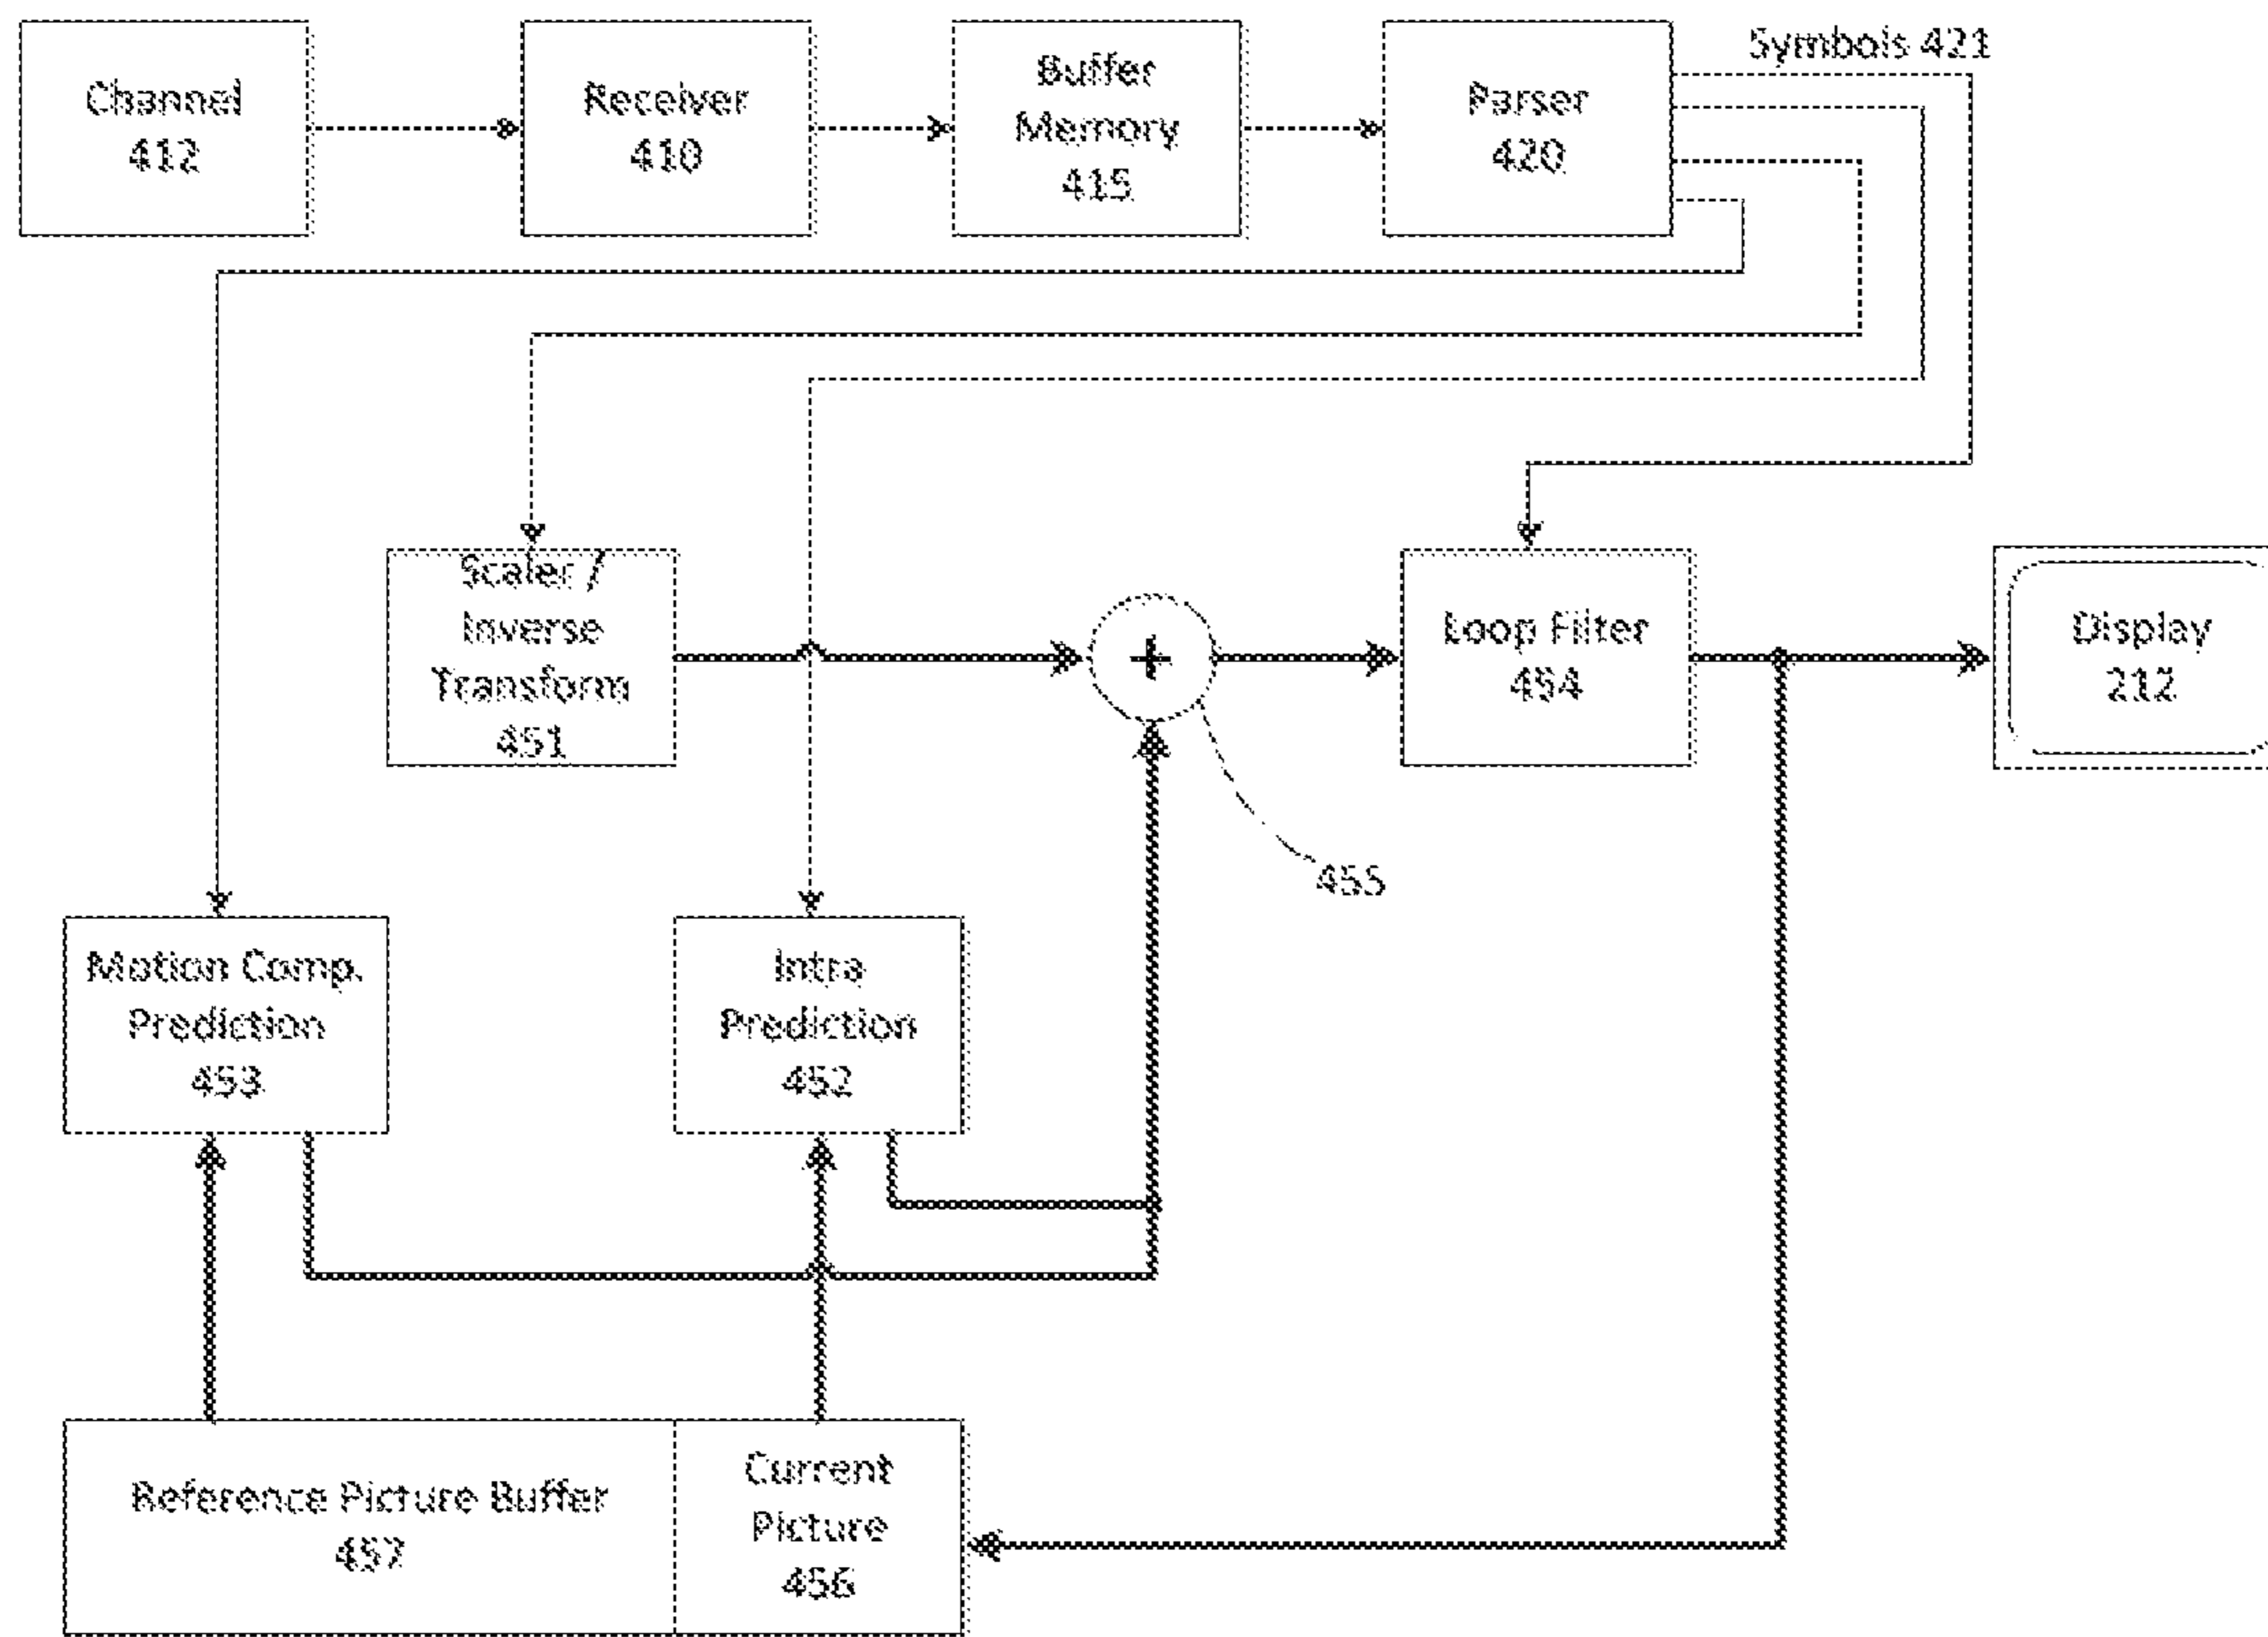 Channel
412
Receiver
410
Buffer
Memory
415
Parser
420
Symbols 421
Scaler /
Inverse
Transform
451
+
Loop Filter
454
Display
212
455
Motion Comp.
Prediction
453
Intra
Prediction
452
Reference Picture Buffer
457
Current
Picture
456